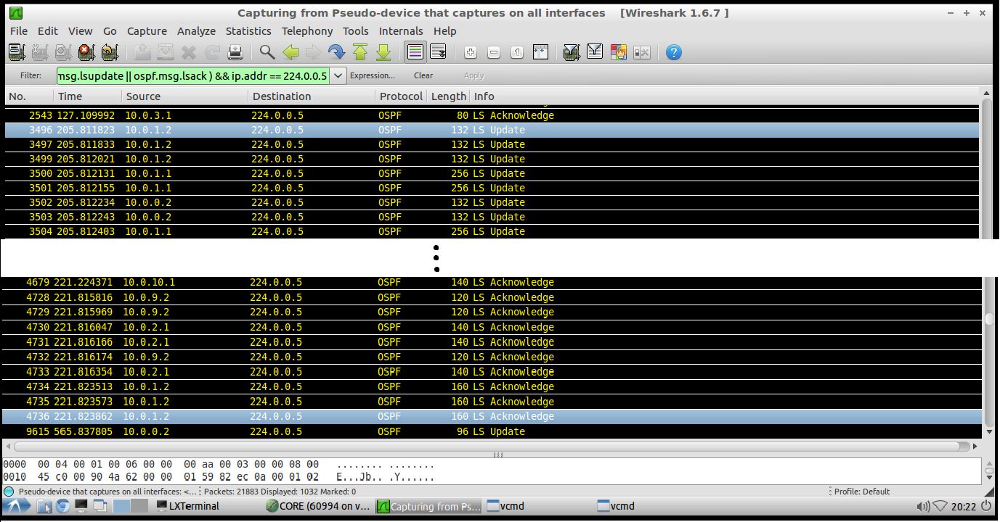 Capturing from Pseudo-device that captures on all interfaces [Wireshark 1.6.7 ]
File Edit View Go Capture Analyze Statistics Telephony Tools Internals Help
Filter: msg.lsupdate || ospf.msg.lsack ) && ip.addr == 224.0.0.5 Expression... Clear Apply
No. Time Source Destination Protocol Length Info
2543 127.109992 10.0.3.1 224.0.0.5 OSPF 80 LS Acknowledge
3496 205.811823 10.0.1.2 224.0.0.5 OSPF 132 LS Update
3497 205.811833 10.0.1.2 224.0.0.5 OSPF 132 LS Update
3499 205.812021 10.0.1.2 224.0.0.5 OSPF 132 LS Update
3500 205.812131 10.0.1.1 224.0.0.5 OSPF 256 LS Update
3501 205.812155 10.0.1.1 224.0.0.5 OSPF 256 LS Update
3502 205.812234 10.0.0.2 224.0.0.5 OSPF 132 LS Update
3503 205.812243 10.0.0.2 224.0.0.5 OSPF 132 LS Update
3504 205.812403 10.0.1.1 224.0.0.5 OSPF 256 LS Update
4679 221.224371 10.0.10.1 224.0.0.5 OSPF 140 LS Acknowledge
4728 221.815816 10.0.9.2 224.0.0.5 OSPF 120 LS Acknowledge
4729 221.815969 10.0.9.2 224.0.0.5 OSPF 120 LS Acknowledge
4730 221.816047 10.0.2.1 224.0.0.5 OSPF 140 LS Acknowledge
4731 221.816166 10.0.2.1 224.0.0.5 OSPF 140 LS Acknowledge
4732 221.816174 10.0.9.2 224.0.0.5 OSPF 120 LS Acknowledge
4733 221.816354 10.0.2.1 224.0.0.5 OSPF 140 LS Acknowledge
4734 221.823513 10.0.1.2 224.0.0.5 OSPF 160 LS Acknowledge
4735 221.823573 10.0.1.2 224.0.0.5 OSPF 160 LS Acknowledge
4736 221.823862 10.0.1.2 224.0.0.5 OSPF 160 LS Acknowledge
9615 565.837805 10.0.0.2 224.0.0.5 OSPF 96 LS Update
0000 00 04 00 01 00 06 00 00 00 aa 00 03 00 00 08 00 ........ ........
0010 45 c0 00 90 4a 62 00 00 01 59 82 ec 0a 00 01 02 E...Jb.. .Y......
Pseudo-device that captures on all interfaces: <... Packets: 21883 Displayed: 1032 Marked: 0 Profile: Default
LXTerminal CORE (60994 on v... Capturing from Ps... vcmd vcmd 20:22